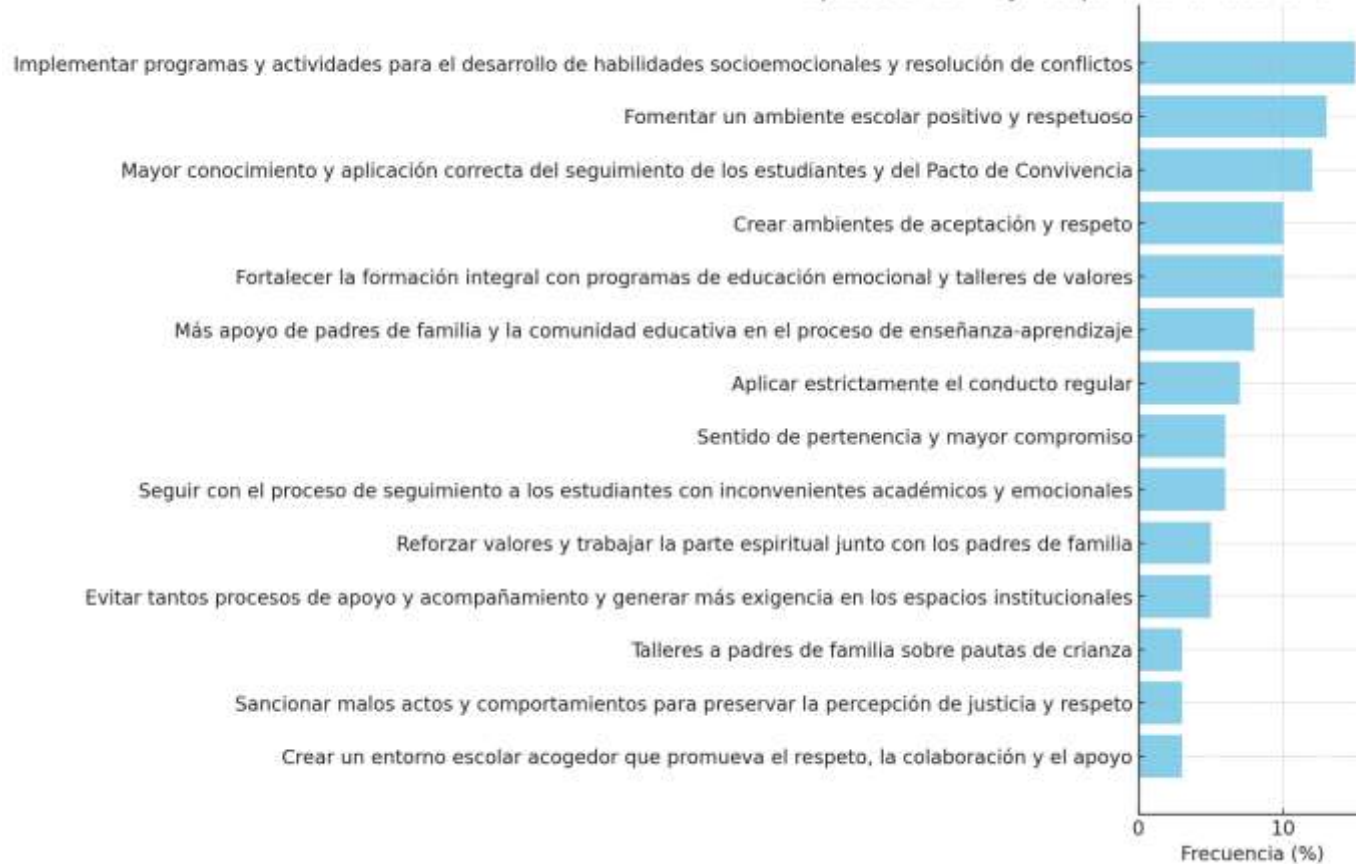 Implementar programas y actividades para el desarrollo de habilidades socioemocionales y resolución de conflictos
Fomentar un ambiente escolar positivo y respetuoso
Mayor conocimiento y aplicación correcta del seguimiento de los estudiantes y del Pacto de Convivencia
Crear ambientes de aceptación y respeto
Fortalecer la formación integral con programas de educación emocional y talleres de valores
Más apoyo de padres de familia y la comunidad educativa en el proceso de enseñanza-aprendizaje
Aplicar estrictamente el conducto regular
Sentido de pertenencia y mayor compromiso
Seguir con el proceso de seguimiento a los estudiantes con inconvenientes académicos y emocionales
Reforzar valores y trabajar la parte espiritual junto con los padres de familia
Evitar tantos procesos de apoyo y acompañamiento y generar más exigencia en los espacios institucionales
Talleres a padres de familia sobre pautas de crianza
Sancionar malos actos y comportamientos para preservar la percepción de justicia y respeto
Crear un entorno escolar acogedor que promueva el respeto, la colaboración y el apoyo
0 10
Frecuencia (%)